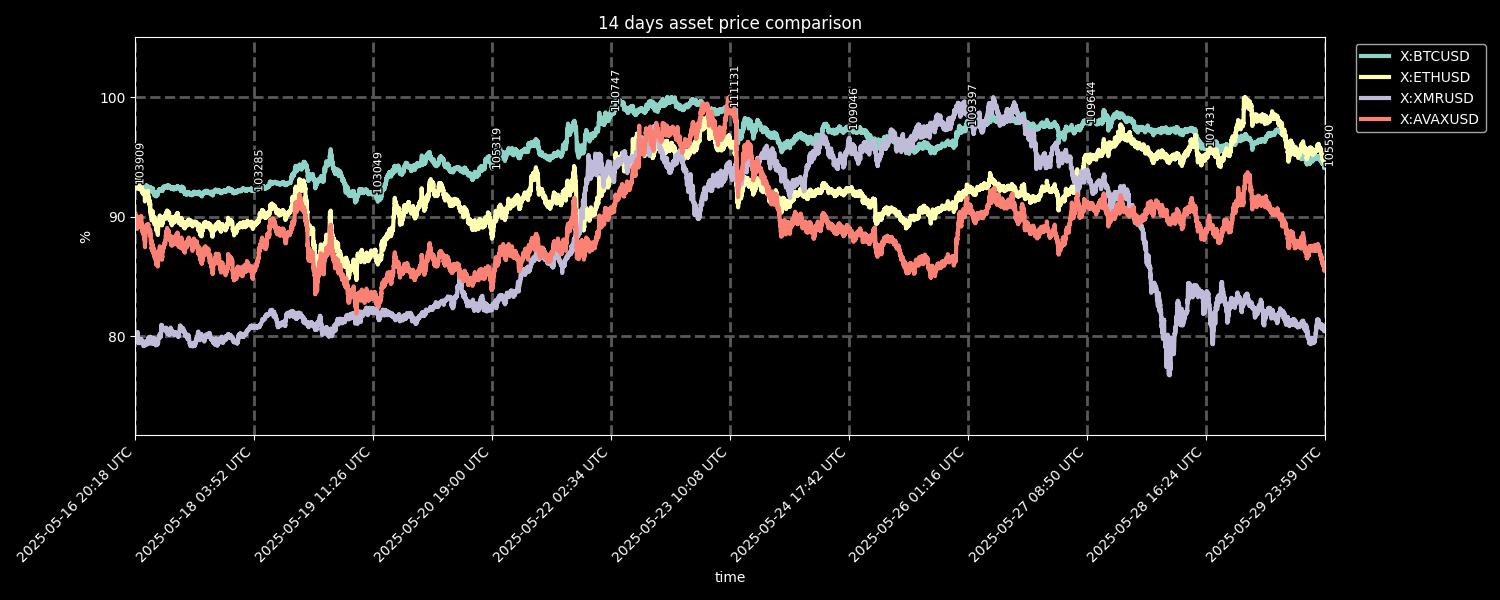 14 days asset price comparison
X:BTCUSD
X:ETHUSD
X:XMRUSD
X:AVAXUSD
%
100
90
80
103909
103285
103049
105319
110747
111131
109046
109397
109644
107431
105590
2025-05-16 20:18 UTC
2025-05-18 03:52 UTC
2025-05-19 11:26 UTC
2025-05-20 19:00 UTC
2025-05-22 02:34 UTC
2025-05-23 10:08 UTC
2025-05-24 17:42 UTC
2025-05-26 01:16 UTC
2025-05-27 08:50 UTC
2025-05-28 16:24 UTC
2025-05-29 23:59 UTC
time